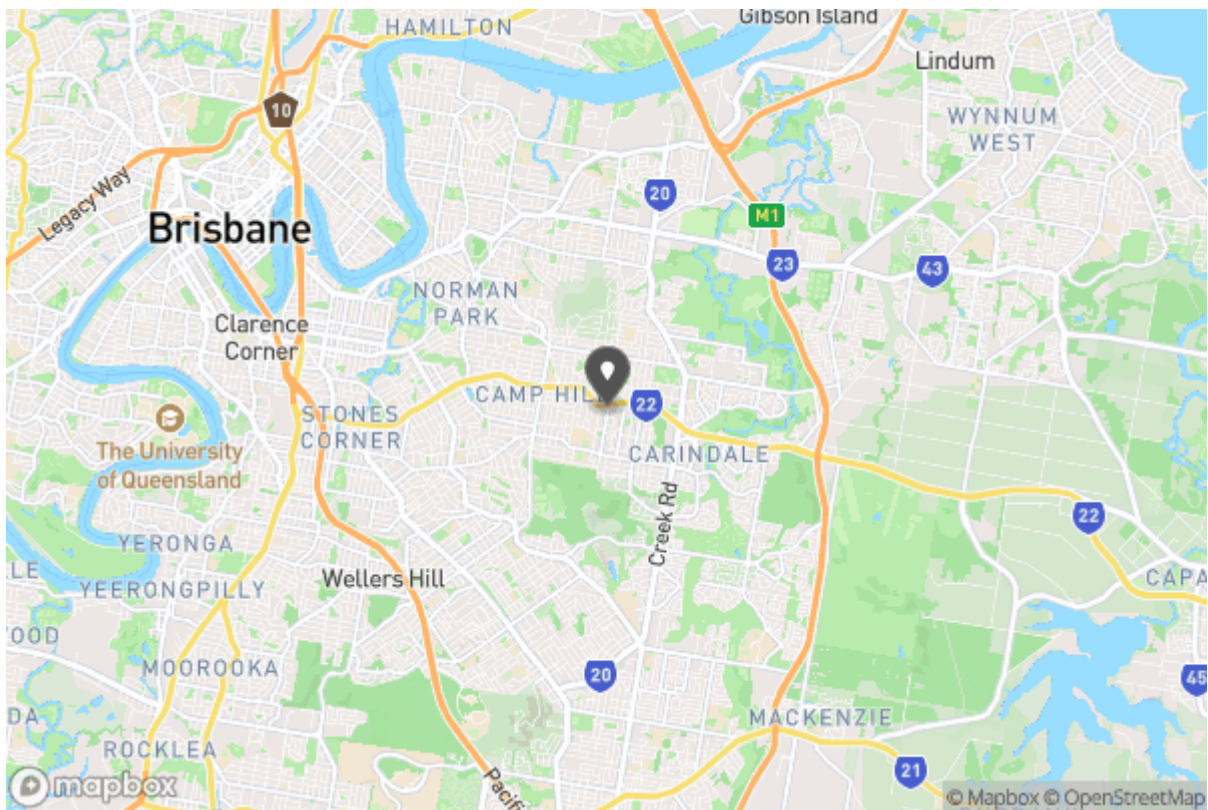 Gibson Island
HAMILTON
Lindum
10
WYNNUM
WEST
Legacy Way
20
Brisbane
M1
23
43
NORMAN
PARK
Clarence
Corner
CAMP HILL
22
STONES
CORNER
CARINDALE
The University
of Queensland
22
Creek Rd
YERONGA
Wellers Hill
YEERONGPILLY
CAPA
OOD
MOOROOKA
20
45
DA
MACKENZIE
ROCKLEA
21
Pacifi
mapbox
© Mapbox © OpenStreetMap